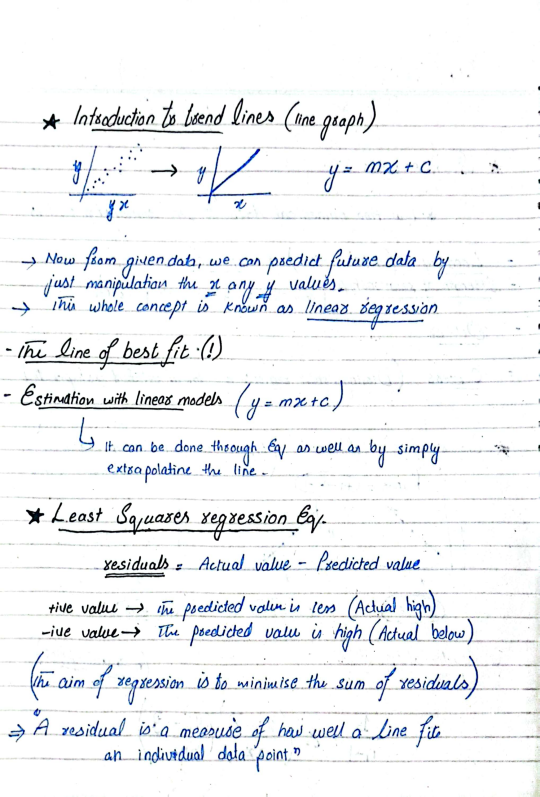 ★ Introduction to trend lines (line graph)
y y x → y x y = mx + c
→ Now from given data, we can predict future data by
just manipulation the x any y values.
→ This whole concept is known as linear regression
- The line of best fit (!)
- Estimation with linear models (y = mx + c)
↳ It can be done through Eq as well as by simply
extrapolatine the line.
★ Least Squares regression Eq.
residuals = Actual value - Predicted value
+ive value → The predicted value is less (Actual high)
-ive value → The predicted value is high (Actual below)
(The aim of regression is to minimise the sum of residuals)
⇒ "A residual is a measure of how well a line fits
an individual data point"